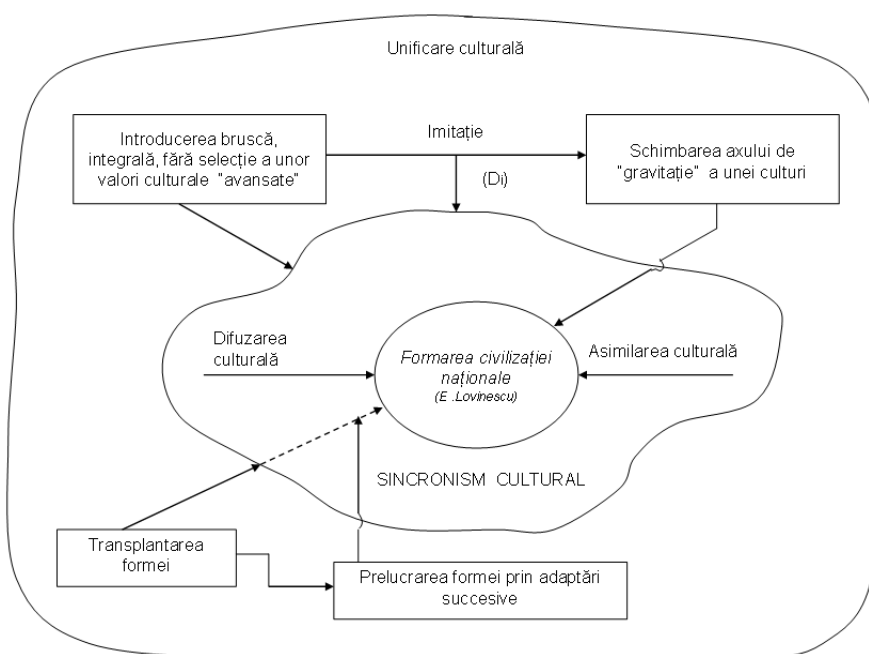 Unificare culturală
Introducerea bruscă,
integrală, fără selecție a unor
valori culturale "avansate"
Imitație
(Di)
Schimbarea axului de
"gravitație" a unei culturi
Difuzarea
culturală
Formarea civilizației
naționale
(E .Lovinescu)
Asimilarea culturală
SINCRONISM CULTURAL
Transplantarea
formei
Prelucrarea formei prin adaptări
succesive